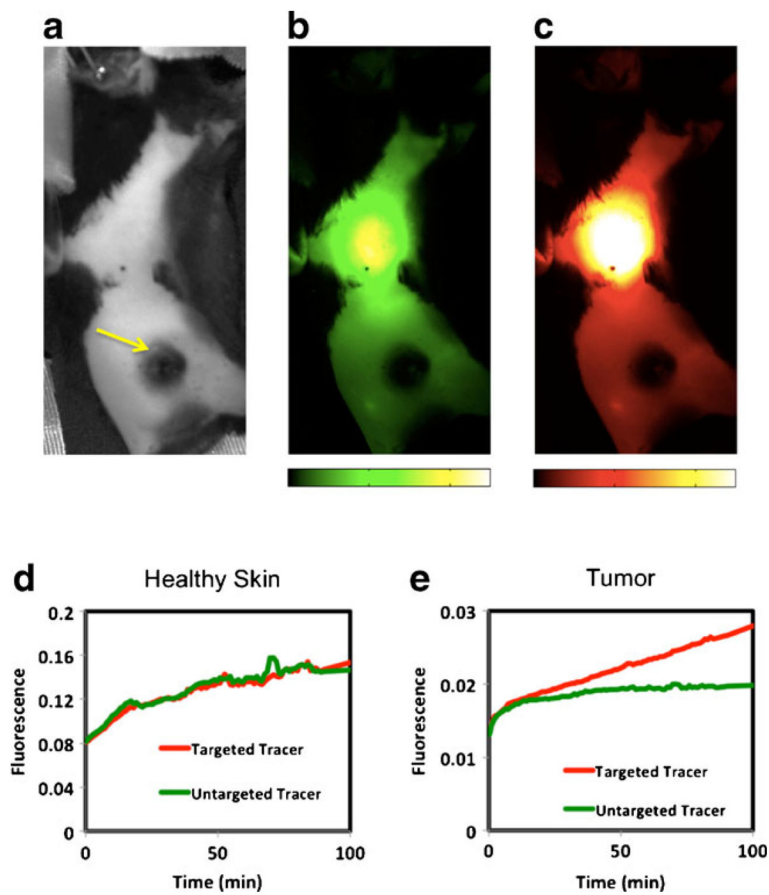 a
b
c
d
Healthy Skin
0.2
0.16
0.12
0.08
0.04
0
Fluorescence
Targeted Tracer
Untargeted Tracer
0
50
100
Time (min)
e
Tumor
0.03
0.02
0.01
0
Fluorescence
Targeted Tracer
Untargeted Tracer
0
50
100
Time (min)